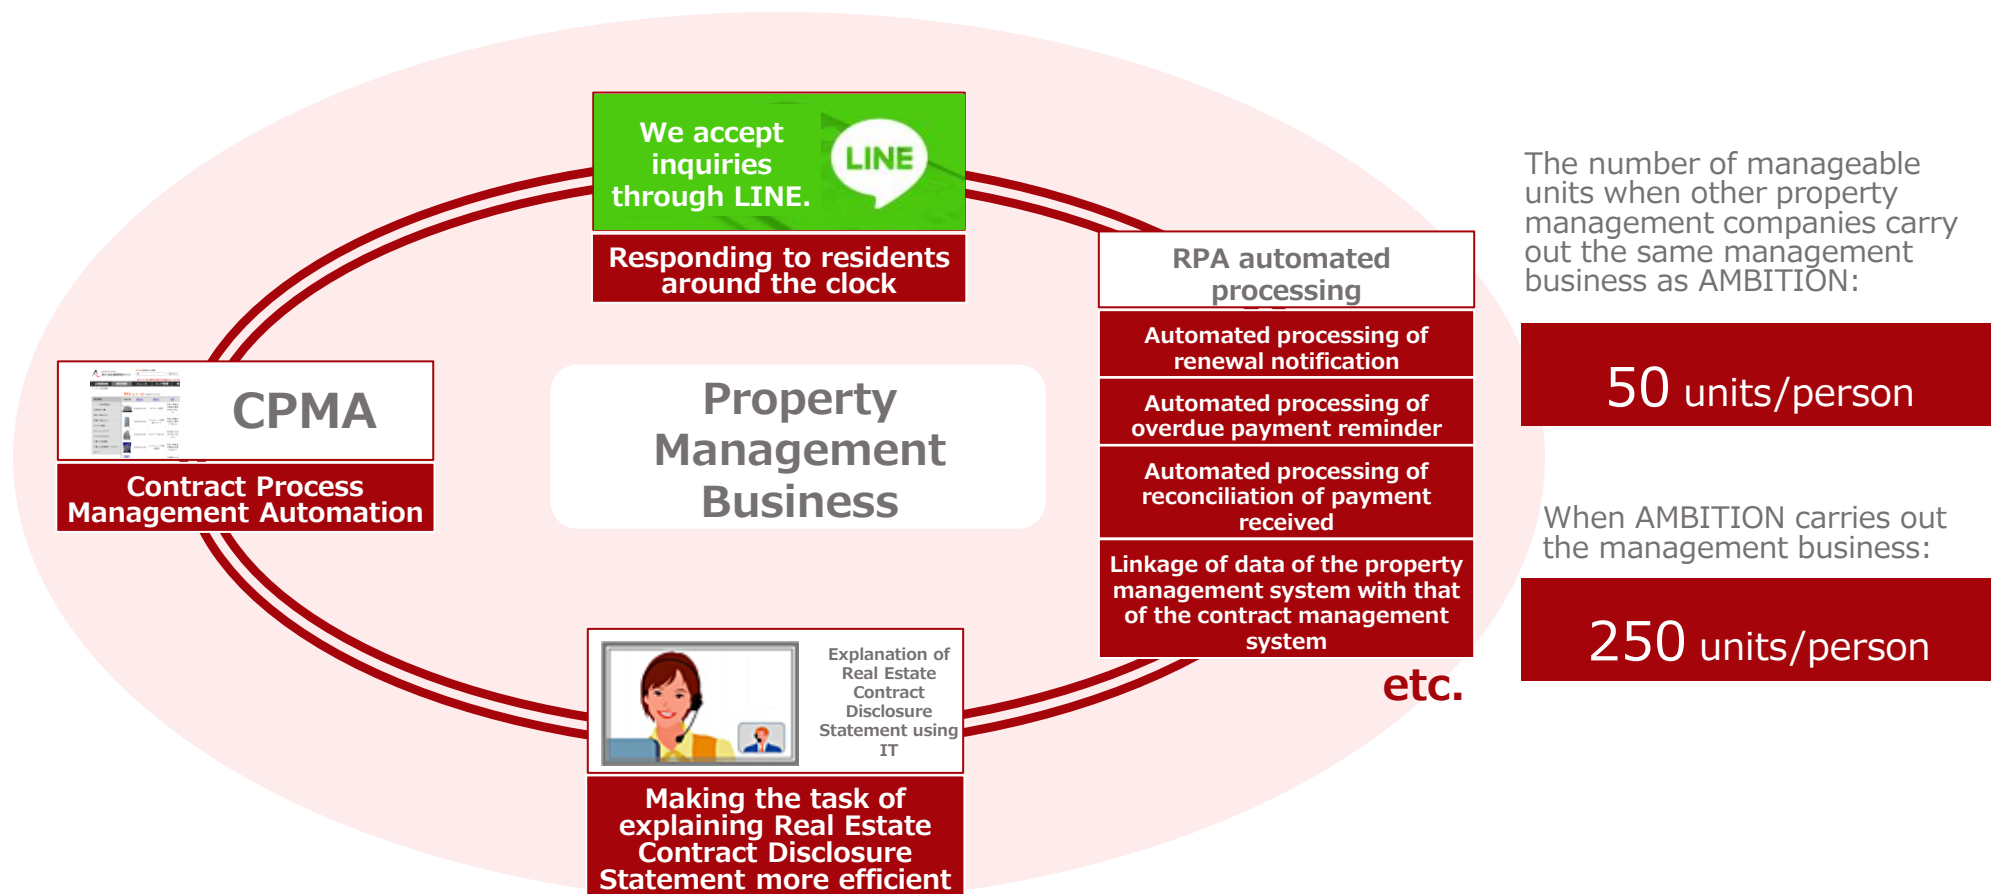 We accept
inquiries
through LINE.
LINE
Responding to residents
around the clock
RPA automated
processing
Automated processing of
renewal notification
Automated processing of
overdue payment reminder
Automated processing of
reconciliation of payment
received
Linkage of data of the property
management system with that
of the contract management
system
etc.
CPMA
Contract Process
Management Automation
Property
Management
Business
Explanation of
Real Estate
Contract
Disclosure
Statement using
IT
Making the task of
explaining Real Estate
Contract Disclosure
Statement more efficient
The number of manageable
units when other property
management companies carry
out the same management
business as AMBITION:
50 units/person
When AMBITION carries out
the management business:
250 units/person